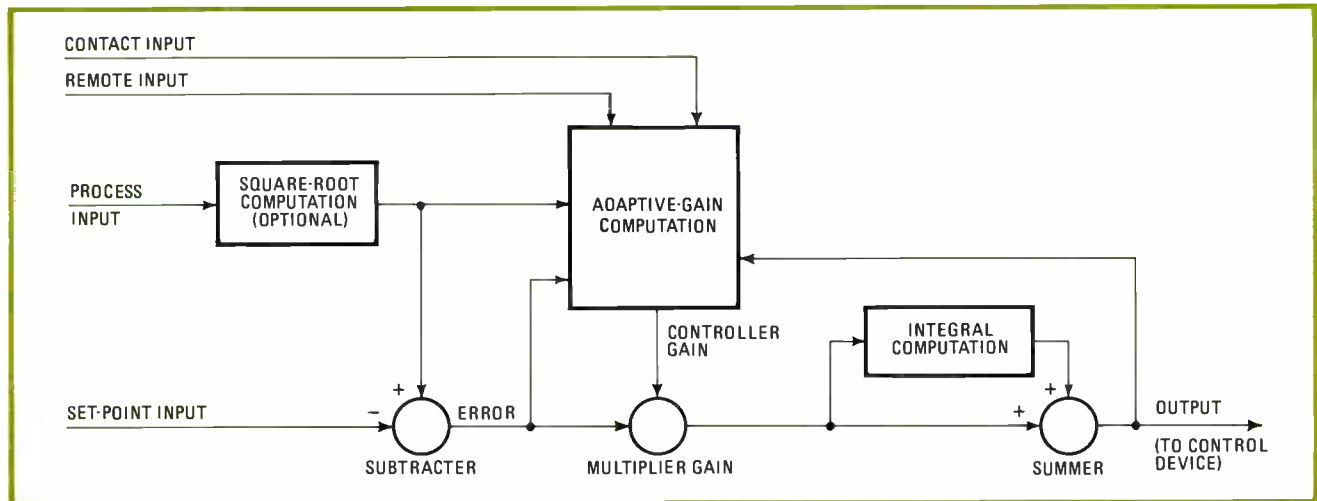 CONTACT INPUT
REMOTE INPUT
PROCESS
INPUT
SQUARE-ROOT
COMPUTATION
(OPTIONAL)
ADAPTIVE-GAIN
COMPUTATION
CONTROLLER
GAIN
INTEGRAL
COMPUTATION
SET-POINT INPUT
+
-
ERROR
SUBTRACTER
MULTIPLIER GAIN
+
+
SUMMER
OUTPUT
(TO CONTROL
DEVICE)